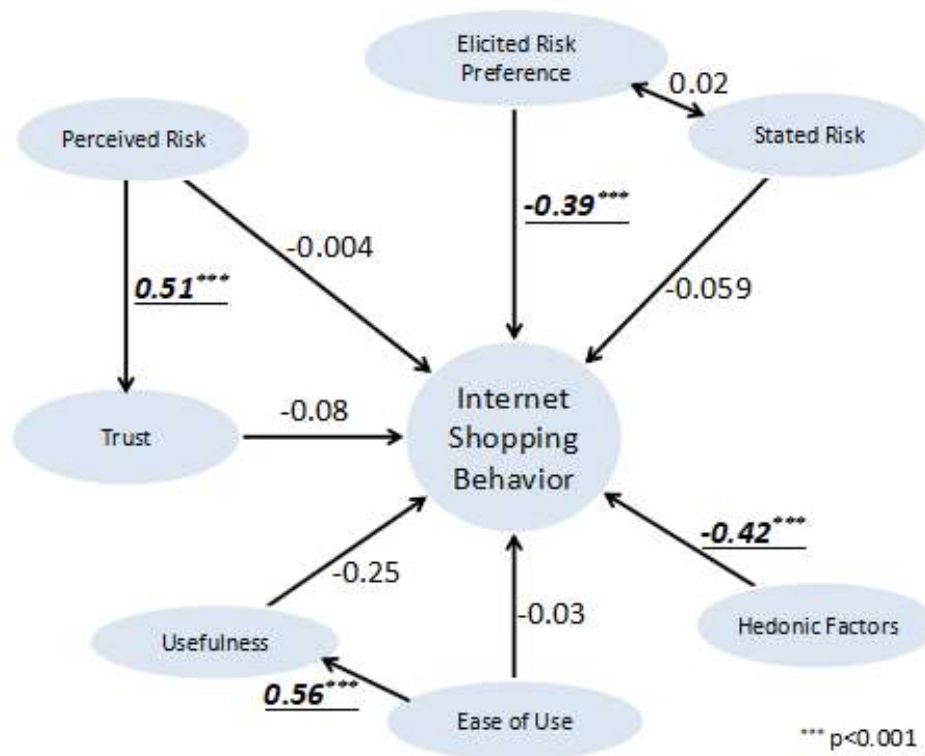 Elicited Risk
Preference
0.02
Perceived Risk
Stated Risk
-0.39***
-0.004
0.51***
-0.059
Internet
Shopping
Behavior
-0.08
Trust
-0.42***
-0.25
-0.03
Usefulness
Hedonic Factors
0.56***
Ease of Use
*** p<0.001